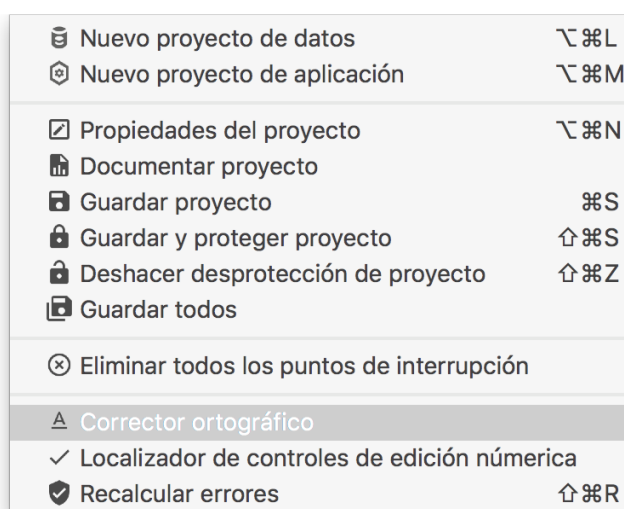 Nuevo proyecto de datos ⌥⌘L
Nuevo proyecto de aplicación ⌥⌘M
Propiedades del proyecto ⌥⌘N
Documentar proyecto
Guardar proyecto ⌘S
Guardar y proteger proyecto ⇧⌘S
Deshacer desprotección de proyecto ⇧⌘Z
Guardar todos
Eliminar todos los puntos de interrupción
Corrector ortográfico
Localizador de controles de edición númerica
Recalcular errores ⇧⌘R